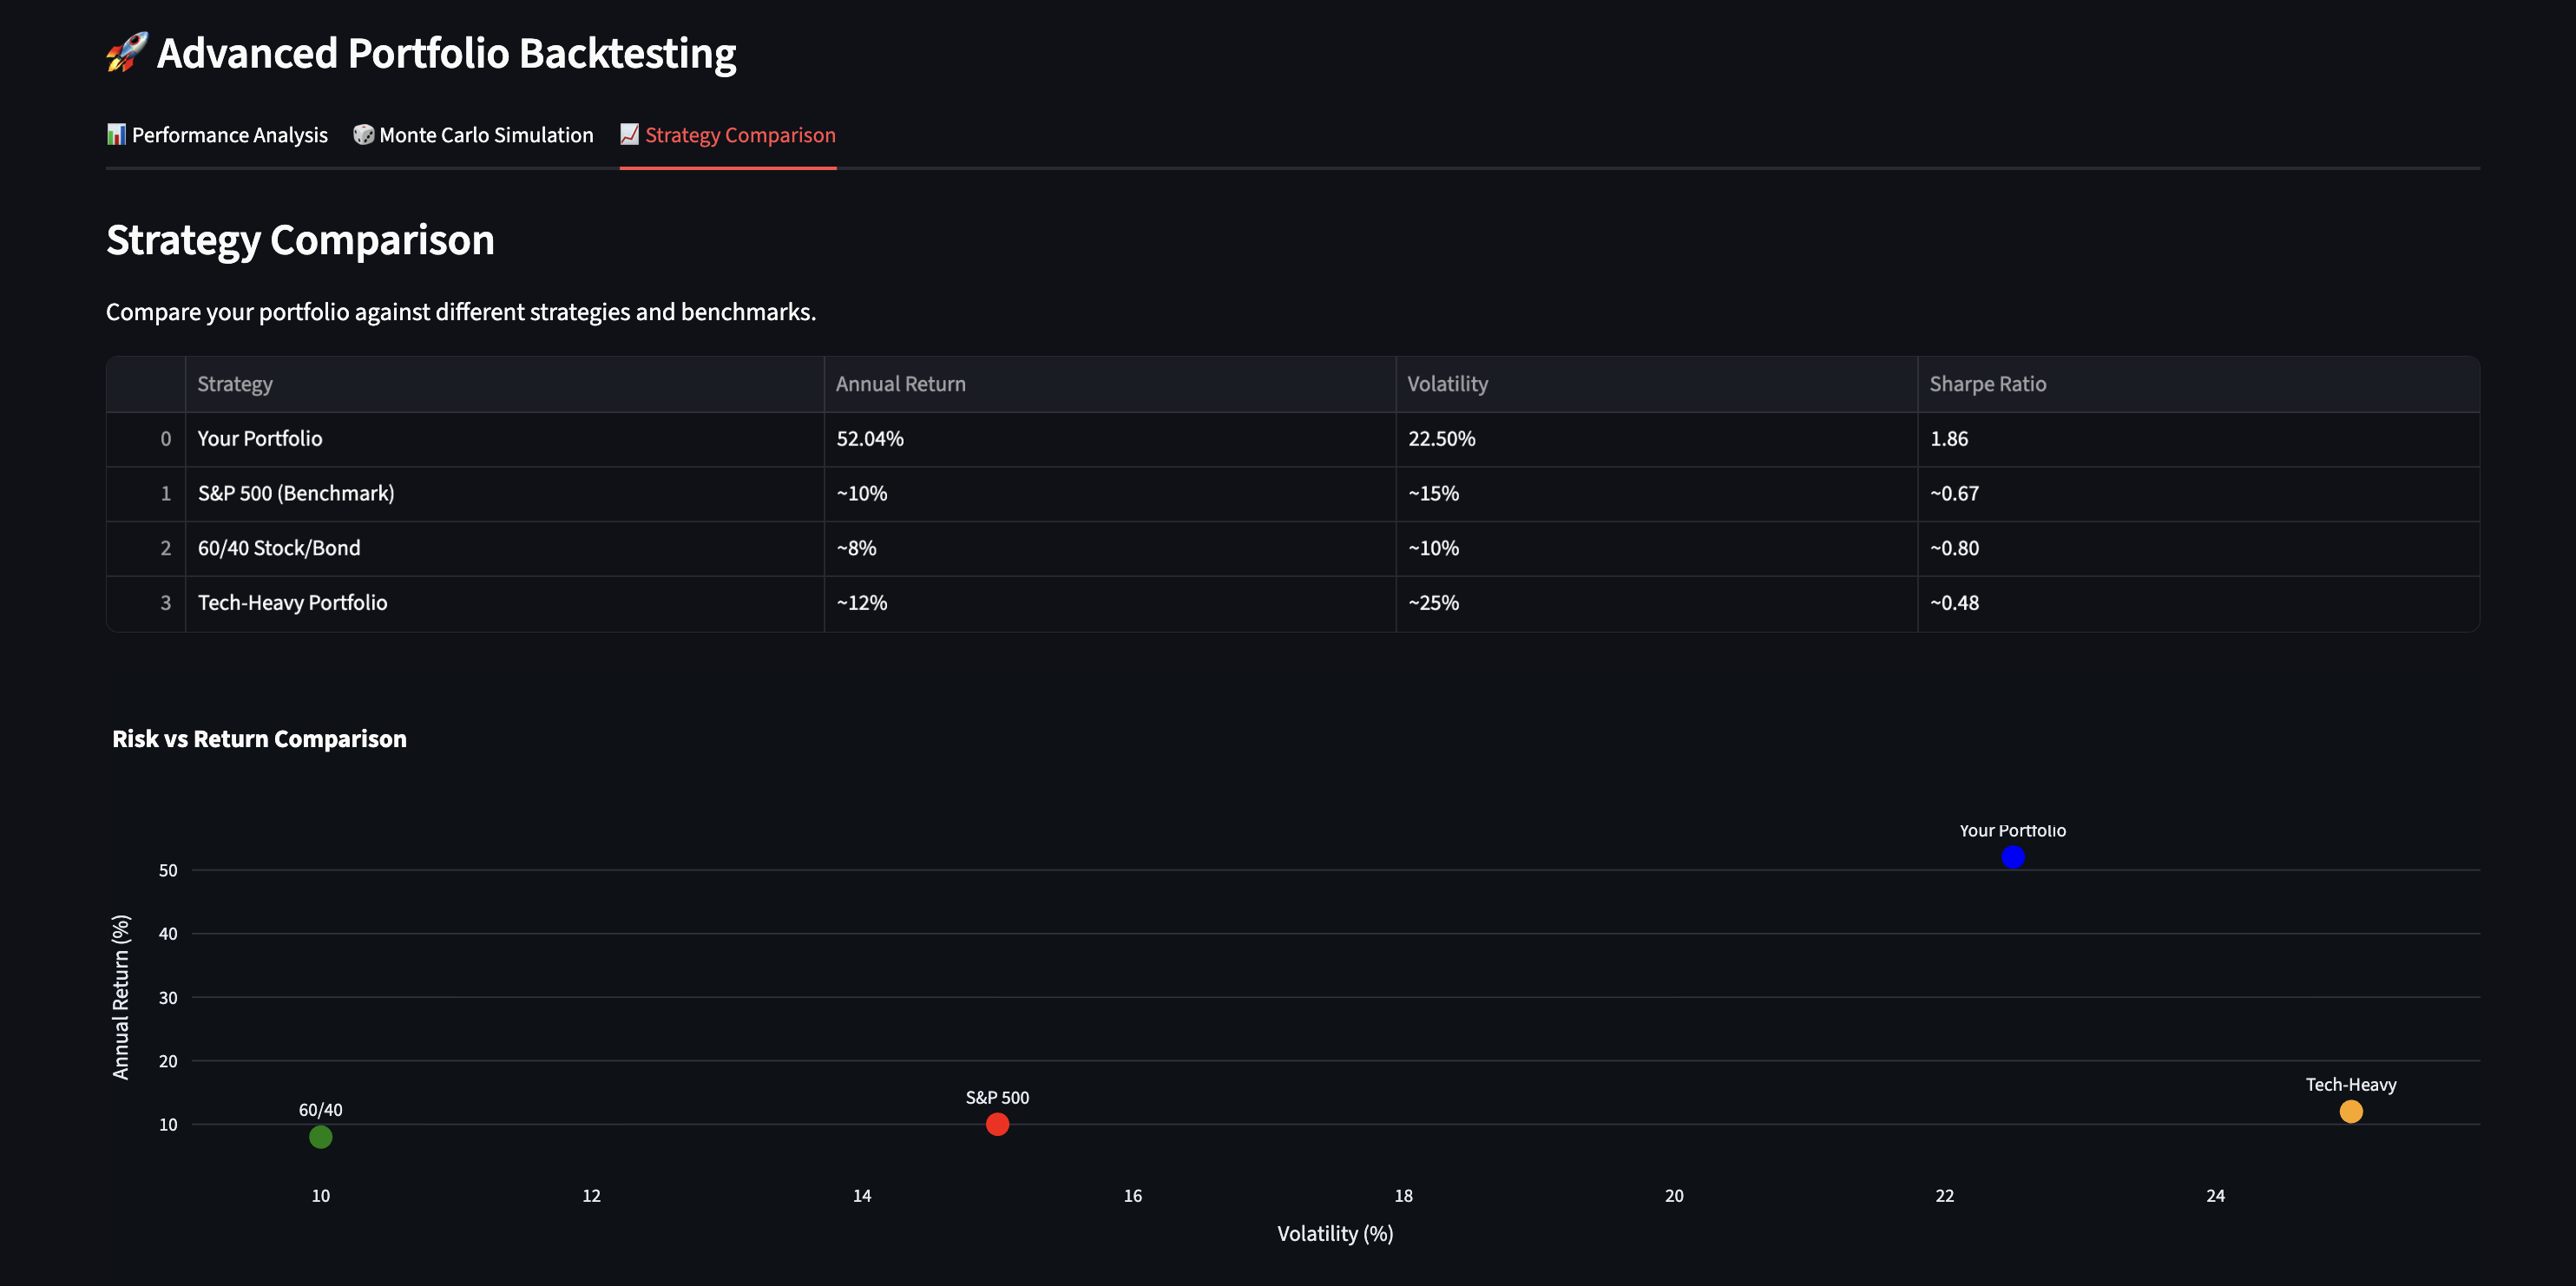 🚀 Advanced Portfolio Backtesting
📊 Performance Analysis 🎲 Monte Carlo Simulation 📈 Strategy Comparison
Strategy Comparison
Compare your portfolio against different strategies and benchmarks.
Strategy Annual Return Volatility Sharpe Ratio
0 Your Portfolio 52.04% 22.50% 1.86
1 S&P 500 (Benchmark) ~10% ~15% ~0.67
2 60/40 Stock/Bond ~8% ~10% ~0.80
3 Tech-Heavy Portfolio ~12% ~25% ~0.48
Risk vs Return Comparison
Your Portfolio
50
40
30
20
10
Annual Return (%)
Tech-Heavy
S&P 500
60/40
10 12 14 16 18 20 22 24
Volatility (%)